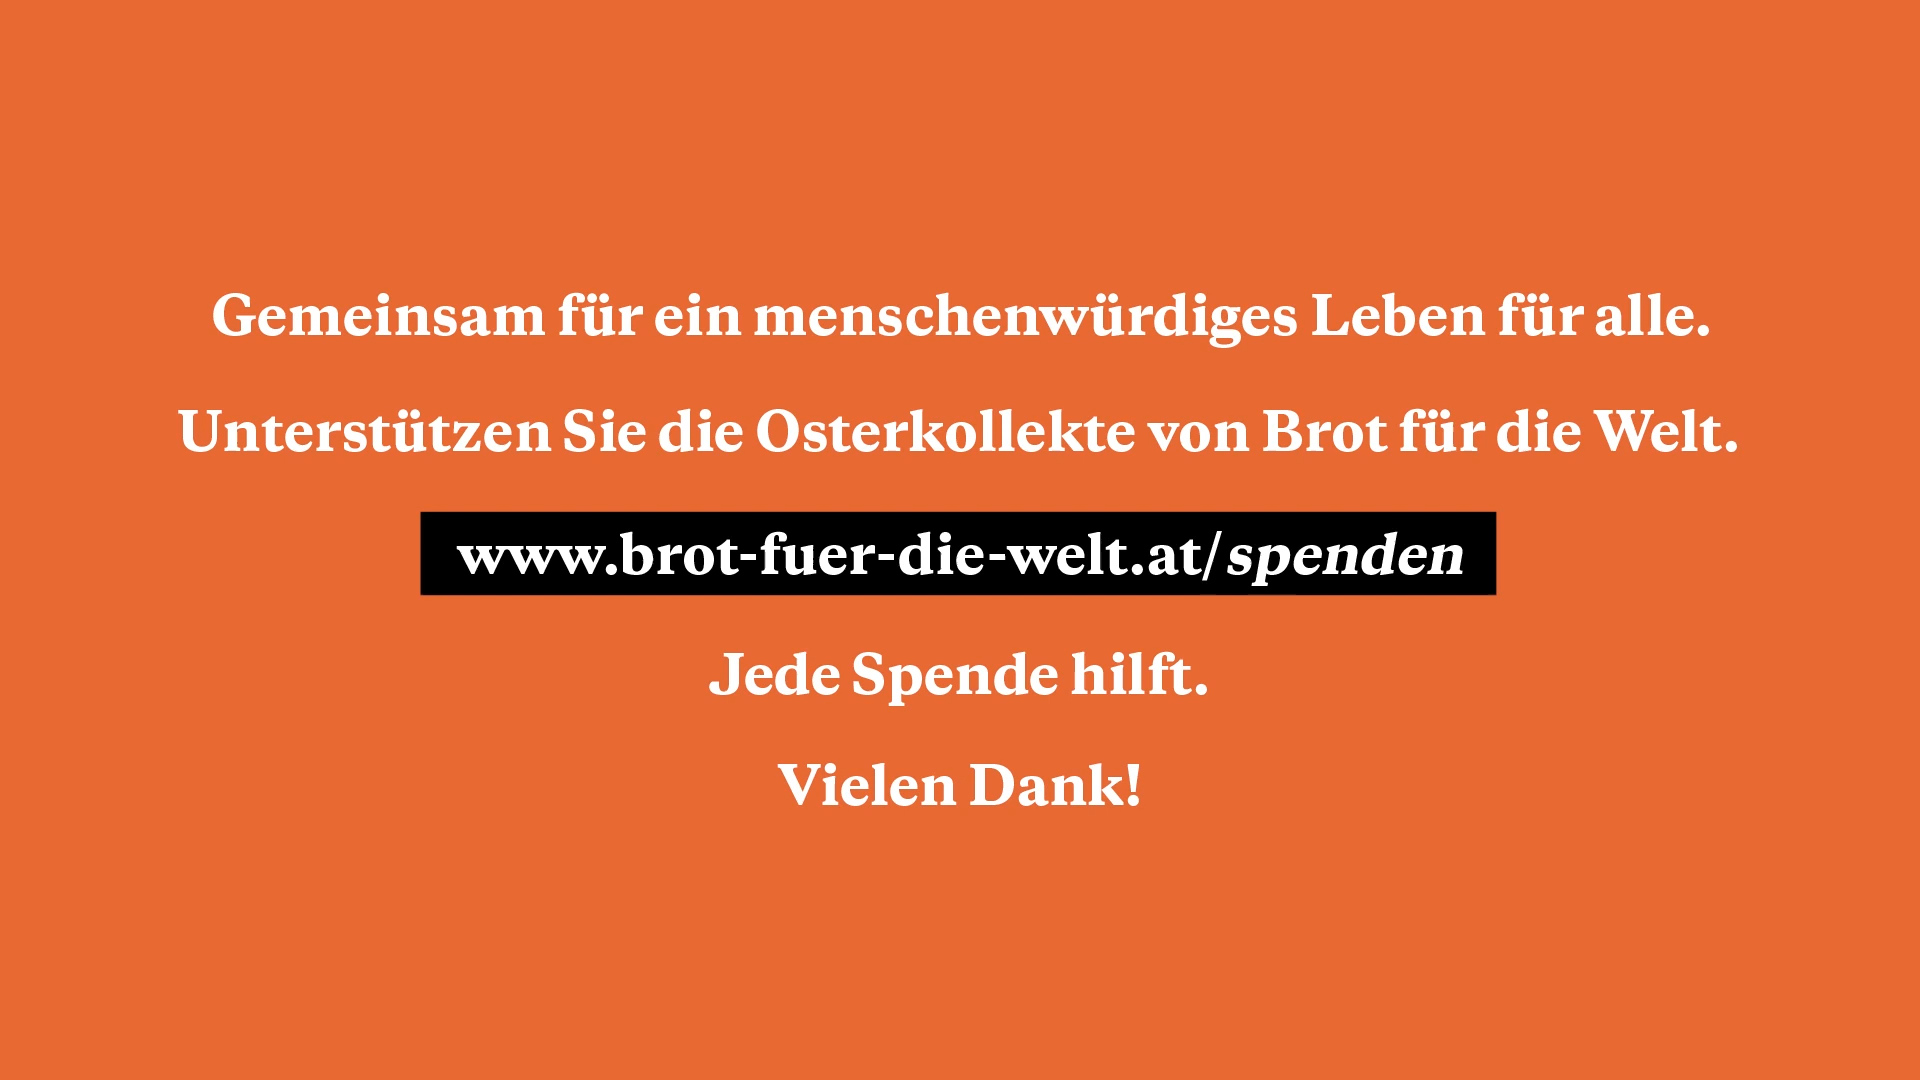 Gemeinsam für ein menschenwürdiges Leben für alle.
Unterstützen Sie die Osterkollekte von Brot für die Welt.
www.brot-fuer-die-welt.at/spenden
Jede Spende hilft.
Vielen Dank!